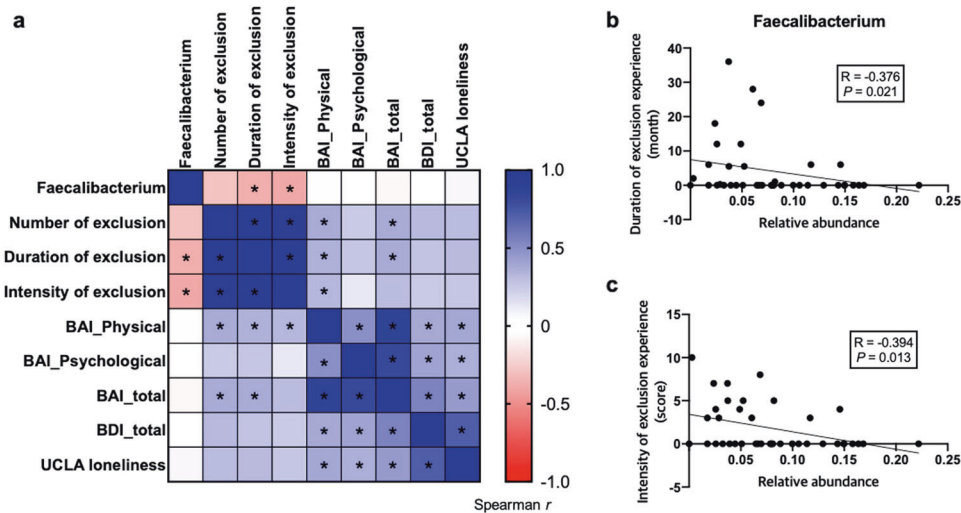 a
Faecalibacterium
Number of exclusion
Duration of exclusion
Intensity of exclusion
BAI_Physical
BAI_Psychological
BAI_total
BDI_total
UCLA loneliness
Faecalibacterium
* *
Number of exclusion
* * * *
Duration of exclusion
* * * * *
Intensity of exclusion
* * * *
BAI_Physical
* * * * * * *
BAI_Psychological
* * * *
BAI_total
* * * * * *
BDI_total
* * * *
UCLA loneliness
* * * *
1.0
0.5
0
-0.5
-1.0
Spearman r
b
Faecalibacterium
Duration of exclusion experience
(month)
40
30
20
10
0
-10
R = -0.376
P = 0.021
0.05
0.10
0.15
0.20
0.25
Relative abundance
c
Intensity of exclusion experience
(score)
15
10
5
0
-5
R = -0.394
P = 0.013
0.05
0.10
0.15
0.20
0.25
Relative abundance